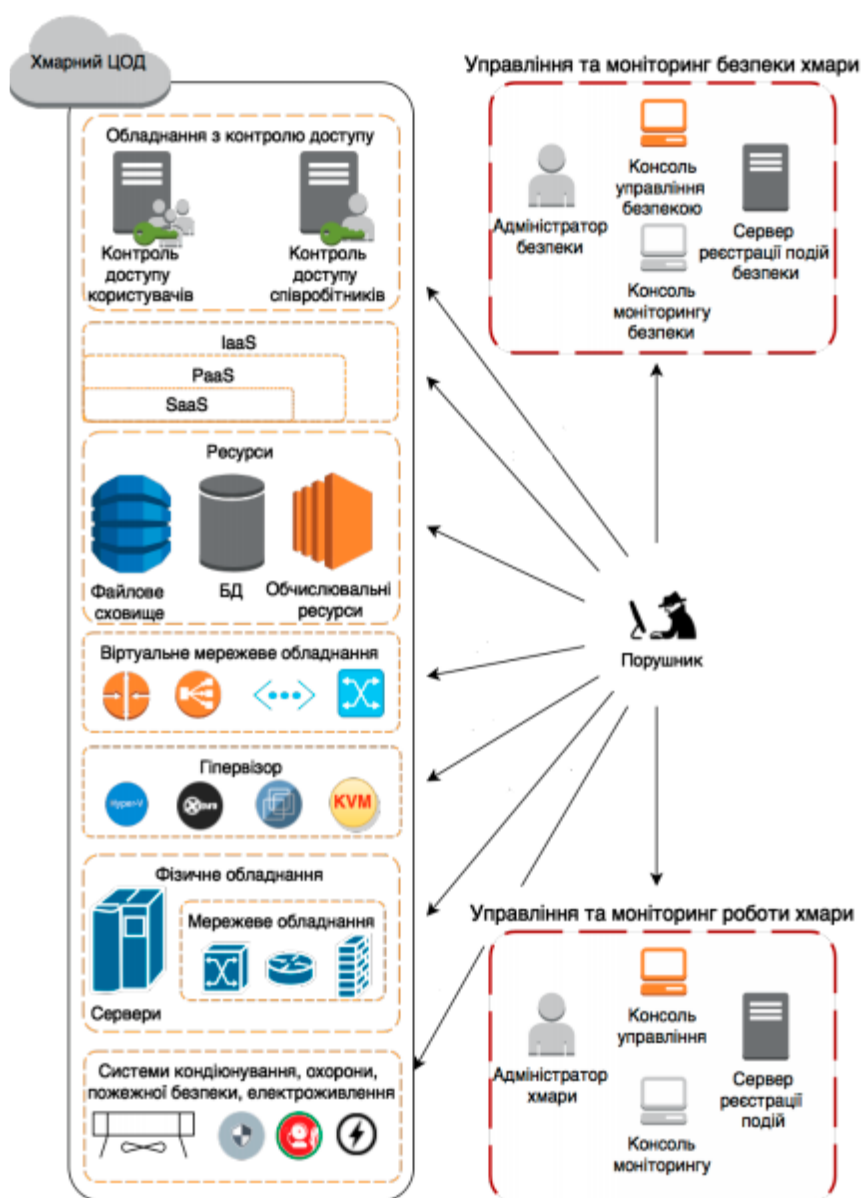 Хмарний ЦОД
Обладнання з контролю доступу
Контроль
доступу
користувачів
Контроль
доступу
співробітників
IaaS
PaaS
SaaS
Ресурси
Файлове
сховище
БД
Обчислювальні
ресурси
Віртуальне мережеве обладнання
Гіпервізор
Hyper-V
Xen
KVM
Фізичне обладнання
Мережеве обладнання
Сервери
Системи кондіюнування, охорони,
пожежної безпеки, електроживлення
Управління та моніторинг безпеки хмари
Адміністратор
безпеки
Консоль
управління
безпекою
Консоль
моніторингу
безпеки
Сервер
реєстрації подій
безпеки
Порушник
Управління та моніторинг роботи хмари
Адміністратор
хмари
Консоль
управління
Консоль
моніторингу
Сервер
реєстрації
подій